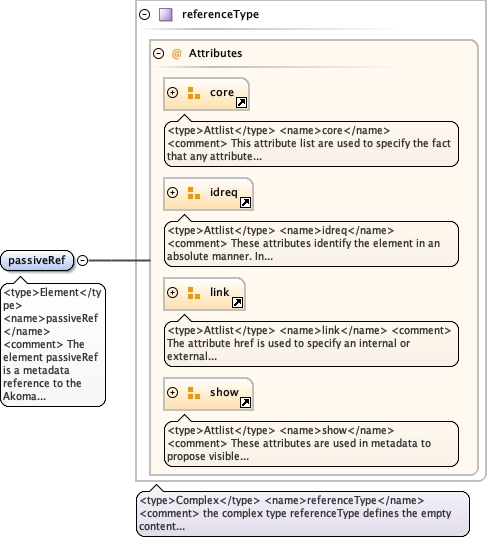 referenceType
@ Attributes
core
<type>Attlist</type> <name>core</name>
<comment> This attribute list are used to specify the fact
that any attribute...
idreq
<type>Attlist</type> <name>idreq</name>
<comment> These attributes identify the element in an
absolute manner. In...
passiveRef
<type>Element</ty
pe>
<name>passiveRef
</name>
<comment> The
element passiveRef
is a metadata
reference to the
Akoma...
link
<type>Attlist</type> <name>link</name> <comment>
The attribute href is used to specify an internal or
external...
show
<type>Attlist</type> <name>show</name>
<comment> These attributes are used in metadata to
propose visible...
<type>Complex</type> <name>referenceType</name>
<comment> the complex type referenceType defines the empty
content...